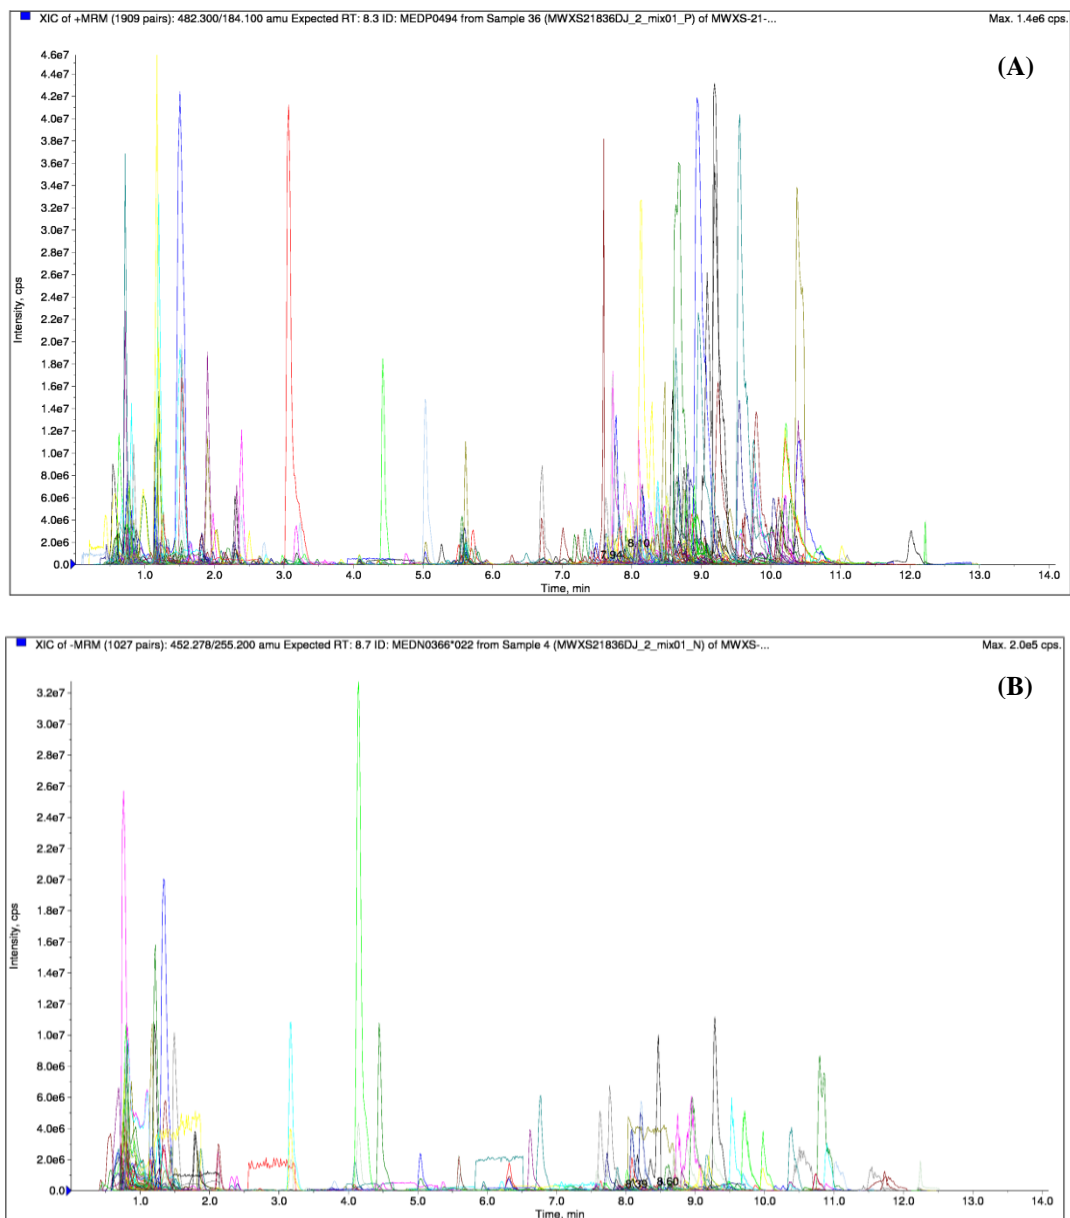 XIC of +MRM (1909 pairs): 482.300/184.100 amu Expected RT: 8.3 ID: MEDP0494 from Sample 36 (MWXS21836DJ_2_mix01_P) of MWXS-21-... Max. 1.4e6 cps.
(A)
4.6e7
4.4e7
4.2e7
4.0e7
3.8e7
3.6e7
3.4e7
3.2e7
3.0e7
2.8e7
2.6e7
2.4e7
2.2e7
2.0e7
1.8e7
1.6e7
1.4e7
1.2e7
1.0e7
8.0e6
6.0e6
4.0e6
2.0e6
0.0
Intensity, cps
7.94 8.10
1.0 2.0 3.0 4.0 5.0 6.0 7.0 8.0 9.0 10.0 11.0 12.0 13.0 14.0
Time, min
XIC of -MRM (1027 pairs): 452.278/255.200 amu Expected RT: 8.7 ID: MEDN0366*022 from Sample 4 (MWXS21836DJ_2_mix01_N) of MWXS-... Max. 2.0e5 cps.
(B)
3.2e7
3.0e7
2.8e7
2.6e7
2.4e7
2.2e7
2.0e7
1.8e7
1.6e7
1.4e7
1.2e7
1.0e7
8.0e6
6.0e6
4.0e6
2.0e6
0.0
Intensity, cps
8.60
1.0 2.0 3.0 4.0 5.0 6.0 7.0 8.0 9.0 10.0 11.0 12.0 13.0 14.0
Time, min